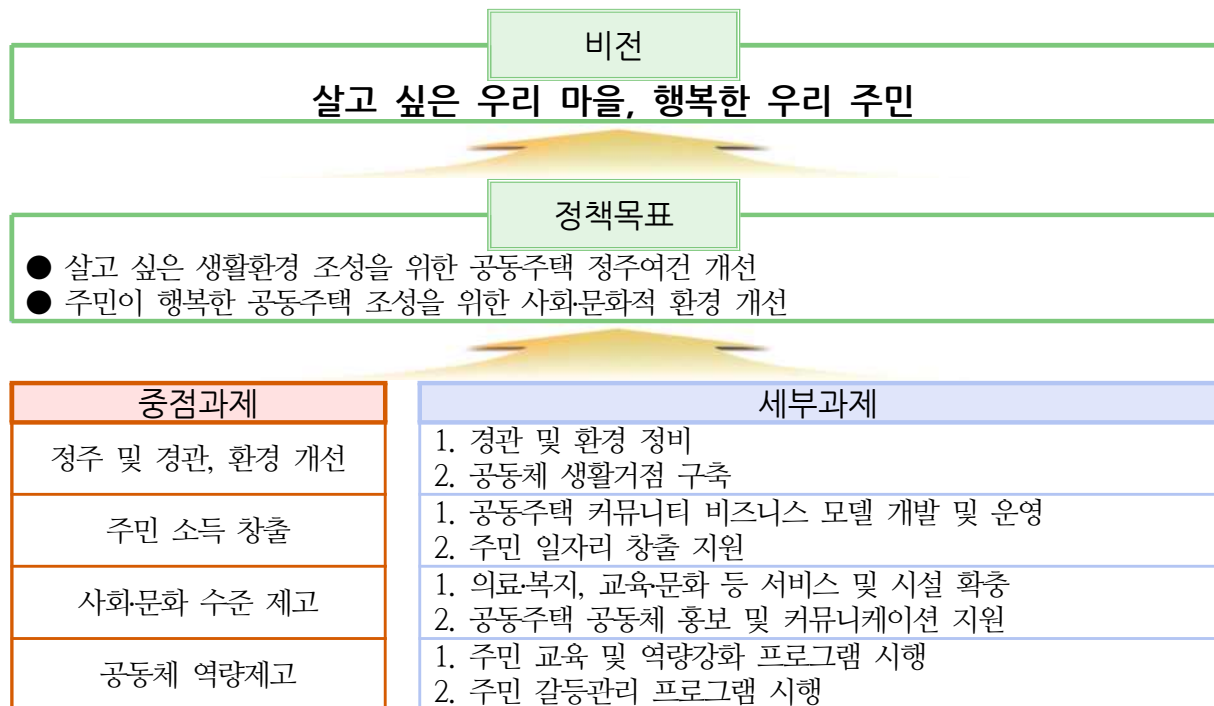 비전
살고 싶은 우리 마을, 행복한 우리 주민
정책목표
● 살고 싶은 생활환경 조성을 위한 공동주택 정주여건 개선
● 주민이 행복한 공동주택 조성을 위한 사회·문화적 환경 개선
중점과제
세부과제
정주 및 경관, 환경 개선
1. 경관 및 환경 정비
2. 공동체 생활거점 구축
주민 소득 창출
1. 공동주택 커뮤니티 비즈니스 모델 개발 및 운영
2. 주민 일자리 창출 지원
사회·문화 수준 제고
1. 의료·복지, 교육·문화 등 서비스 및 시설 확충
2. 공동주택 공동체 홍보 및 커뮤니케이션 지원
공동체 역량제고
1. 주민 교육 및 역량강화 프로그램 시행
2. 주민 갈등관리 프로그램 시행